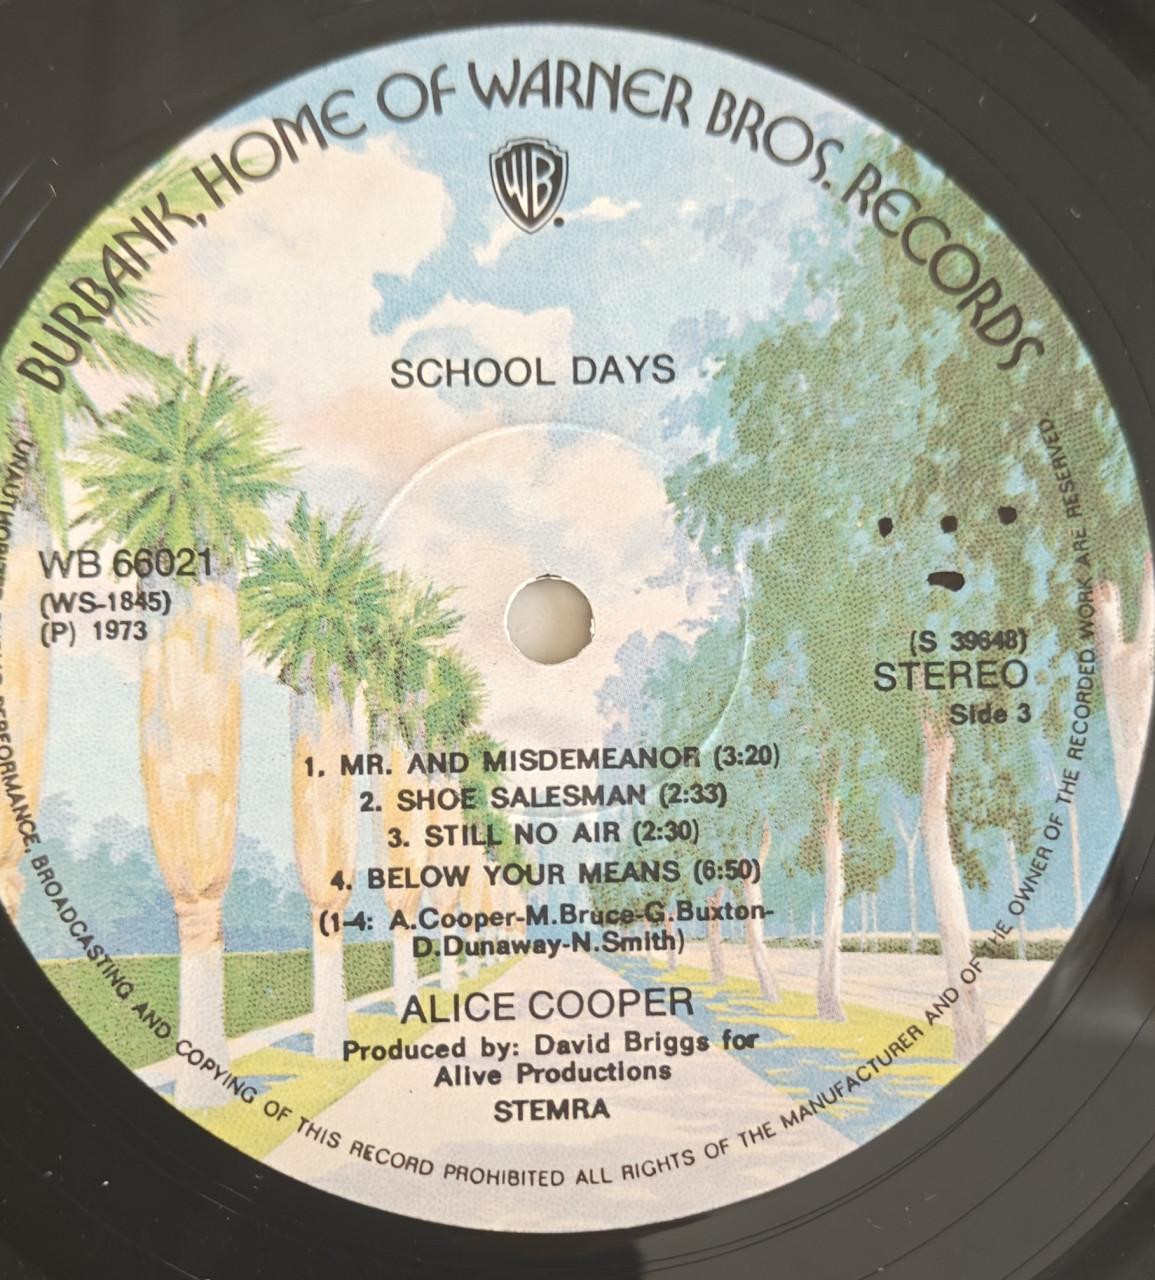 BURBANK, HOME OF WARNER BROS. RECORDS
WB
SCHOOL DAYS
WB 66021
(WS-1845)
(P) 1973
(S 39648)
STEREO
Side 3
1. MR. AND MISDEMEANOR (3:20)
2. SHOE SALESMAN (2:33)
3. STILL NO AIR (2:30)
4. BELOW YOUR MEANS (6:50)
(1-4: A.Cooper-M.Bruce-G.Buxton-
D.Dunaway-N.Smith)
ALICE COOPER
Produced by: David Briggs for
Alive Productions
STEMRA
PERFORMANCE, BROADCASTING AND COPYING OF THIS RECORD PROHIBITED ALL RIGHTS OF THE MANUFACTURER AND OF THE OWNER OF THE RECORDED WORK ARE RESERVED